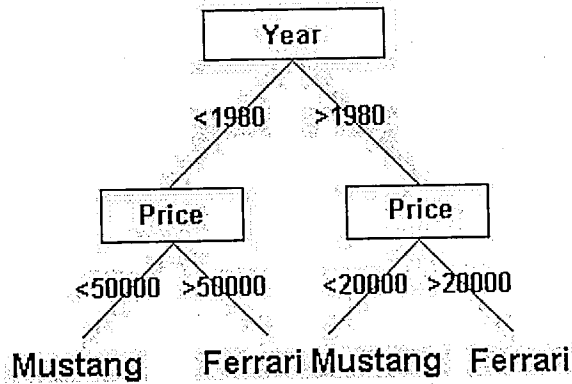 Year
<1980 >1980
Price Price
<50000 >50000 <20000 >20000
Mustang Ferrari Mustang Ferrari